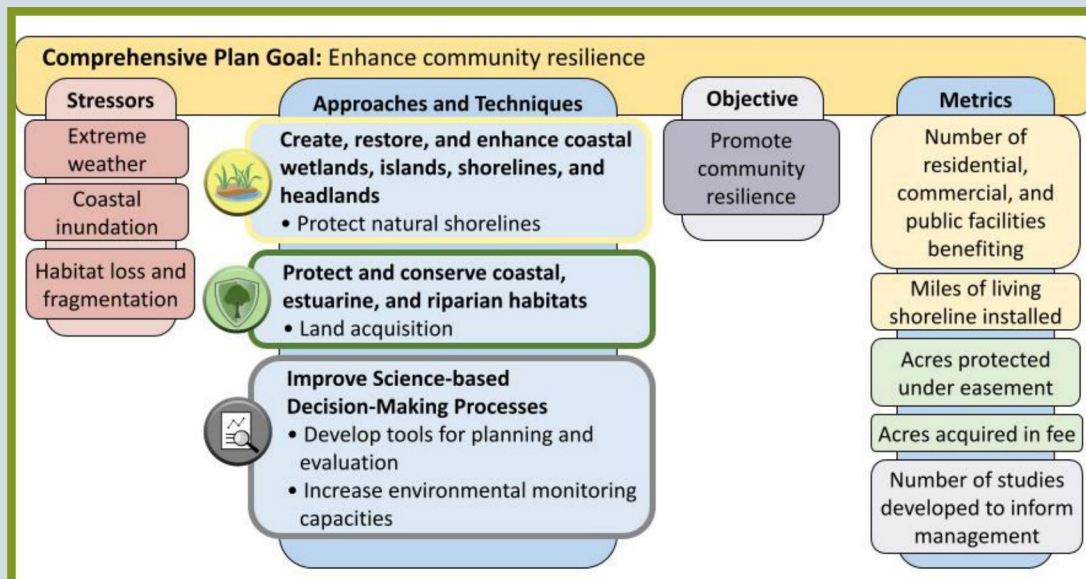 Comprehensive Plan Goal: Enhance community resilience
Stressors
Extreme
weather
Coastal
inundation
Habitat loss and
fragmentation
Approaches and Techniques
Create, restore, and enhance coastal
wetlands, islands, shorelines, and
headlands
• Protect natural shorelines
Protect and conserve coastal,
estuarine, and riparian habitats
• Land acquisition
Improve Science-based
Decision-Making Processes
• Develop tools for planning and
evaluation
• Increase environmental monitoring
capacities
Objective
Promote
community
resilience
Metrics
Number of
residential,
commercial, and
public facilities
benefiting
Miles of living
shoreline installed
Acres protected
under easement
Acres acquired in fee
Number of studies
developed to inform
management